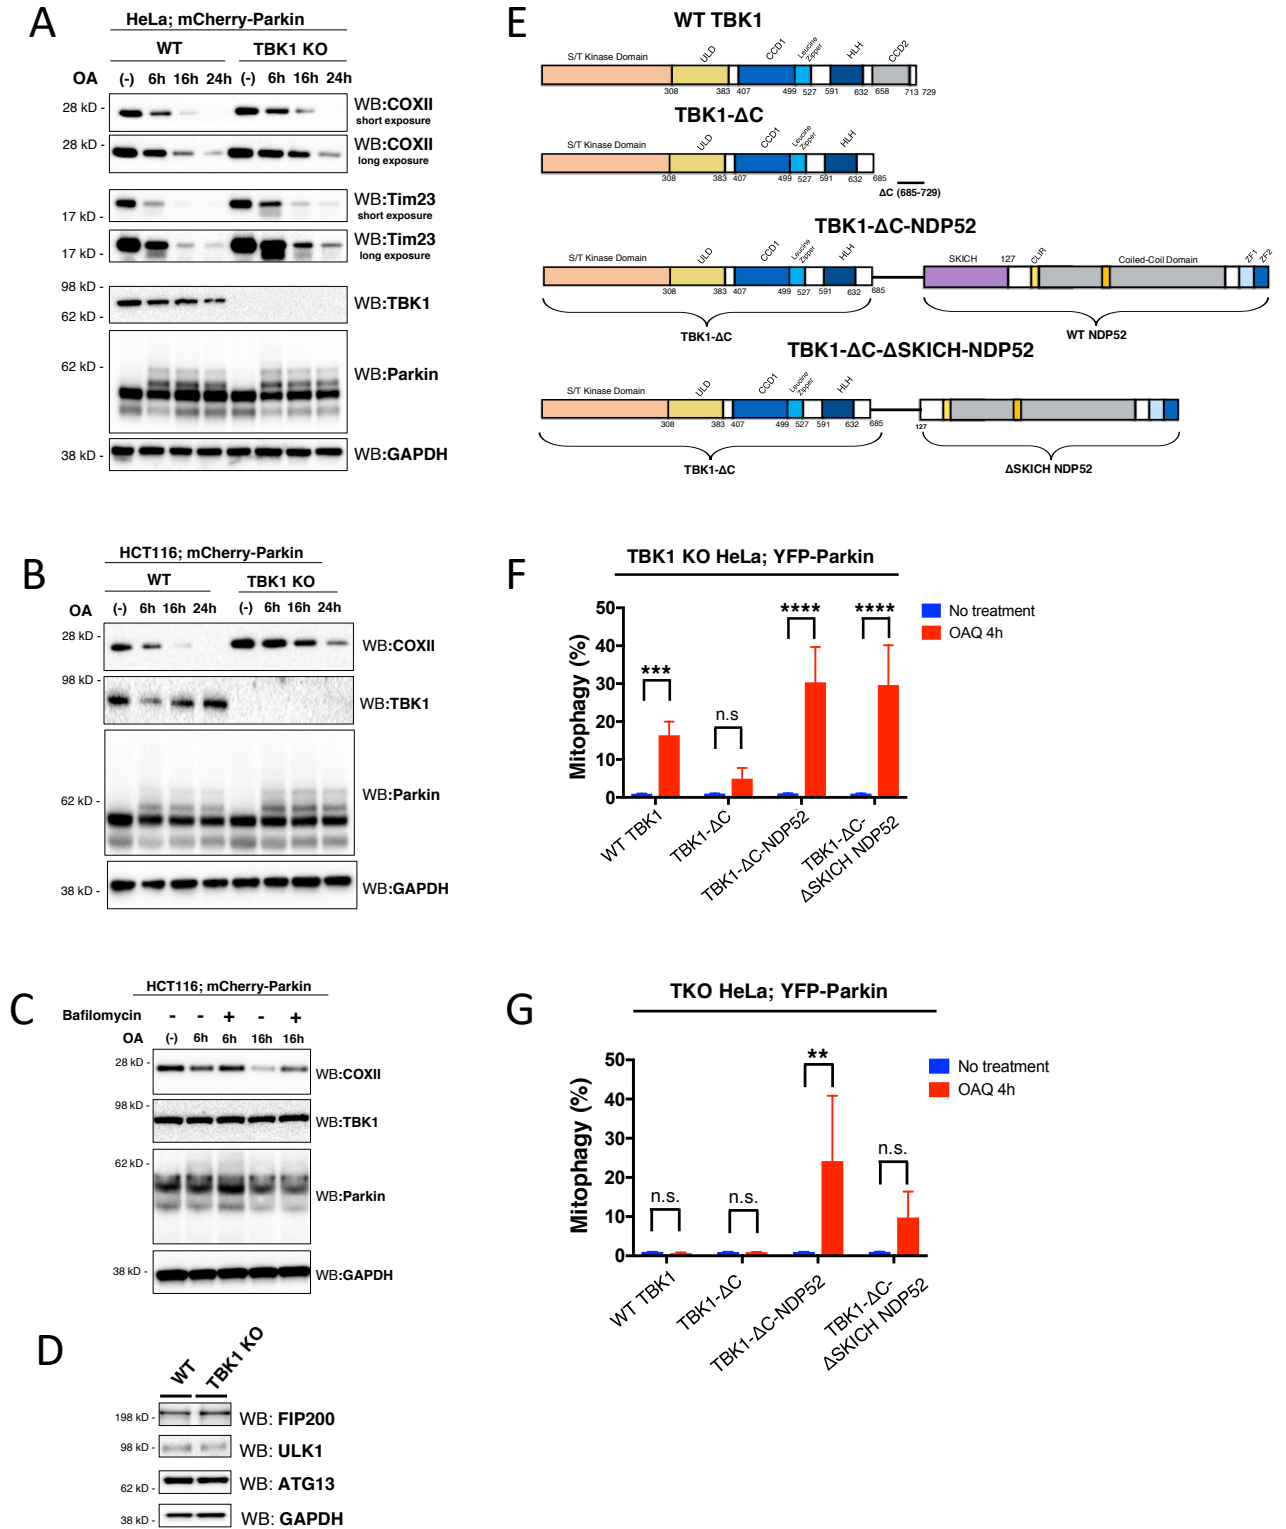 A
HeLa; mCherry-Parkin
WT TBK1 KO
OA (-) 6h 16h 24h (-) 6h 16h 24h
28 kD - WB:COXII
short exposure
28 kD - WB:COXII
long exposure
17 kD - WB:Tim23
short exposure
17 kD - WB:Tim23
long exposure
98 kD -
62 kD - WB:TBK1
62 kD - WB:Parkin
38 kD - WB:GAPDH
B
HCT116; mCherry-Parkin
WT TBK1 KO
OA (-) 6h 16h 24h (-) 6h 16h 24h
28 kD - WB:COXII
98 kD - WB:TBK1
62 kD - WB:Parkin
38 kD - WB:GAPDH
C
HCT116; mCherry-Parkin
Bafilomycin - - + - +
OA (-) 6h 6h 16h 16h
28 kD - WB:COXII
98 kD - WB:TBK1
62 kD - WB:Parkin
38 kD - WB:GAPDH
D
WT TBK1 KO
198 kD - WB: FIP200
98 kD - WB: ULK1
62 kD - WB: ATG13
38 kD - WB: GAPDH
E
WT TBK1
S/T Kinase Domain ULD CCD1 Leucine Zipper HLH CCD2
308 383 407 499 527 591 632 658 713 729
TBK1-ΔC
S/T Kinase Domain ULD CCD1 Leucine Zipper HLH
308 383 407 499 527 591 632 685
ΔC (685-729)
TBK1-ΔC-NDP52
S/T Kinase Domain ULD CCD1 Leucine Zipper HLH SKICH 127 CLIR Coiled-Coil Domain ZF1 ZF2
308 383 407 499 527 591 632 685
TBK1-ΔC WT NDP52
TBK1-ΔC-ΔSKICH-NDP52
S/T Kinase Domain ULD CCD1 Leucine Zipper HLH
308 383 407 499 527 591 632 685 127
TBK1-ΔC ΔSKICH NDP52
F
TBK1 KO HeLa; YFP-Parkin
Mitophagy (%)
50
40
30
20
10
0
*** n.s **** ****
No treatment
OAQ 4h
WT TBK1
TBK1-ΔC
TBK1-ΔC-NDP52
TBK1-ΔC-
ΔSKICH NDP52
G
TKO HeLa; YFP-Parkin
Mitophagy (%)
50
40
30
20
10
0
n.s. n.s. ** n.s.
No treatment
OAQ 4h
WT TBK1
TBK1-ΔC
TBK1-ΔC-NDP52
TBK1-ΔC-
ΔSKICH NDP52